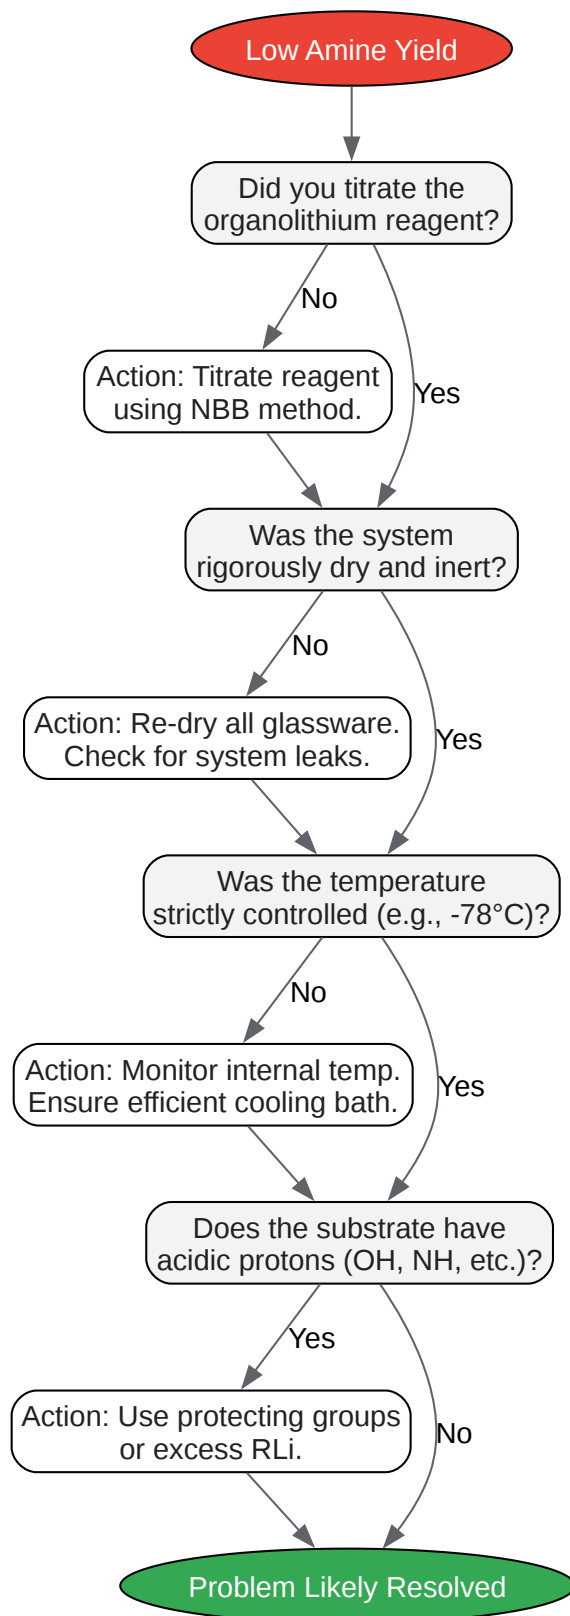 Low Amine Yield
Did you titrate the
organolithium reagent?
No
Action: Titrate reagent
using NBB method.
Yes
Was the system
rigorously dry and inert?
No
Action: Re-dry all glassware.
Check for system leaks.
Yes
Was the temperature
strictly controlled (e.g., -78°C)?
No
Action: Monitor internal temp.
Ensure efficient cooling bath.
Yes
Does the substrate have
acidic protons (OH, NH, etc.)?
Yes
Action: Use protecting groups
or excess RLi.
No
Problem Likely Resolved